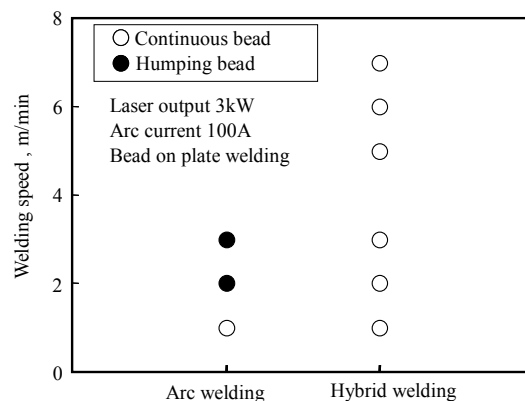 8
Continuous bead
Humping bead
Laser output 3kW
Arc current 100A
Bead on plate welding
6
4
2
0
Welding speed , m/min
Arc welding
Hybrid welding